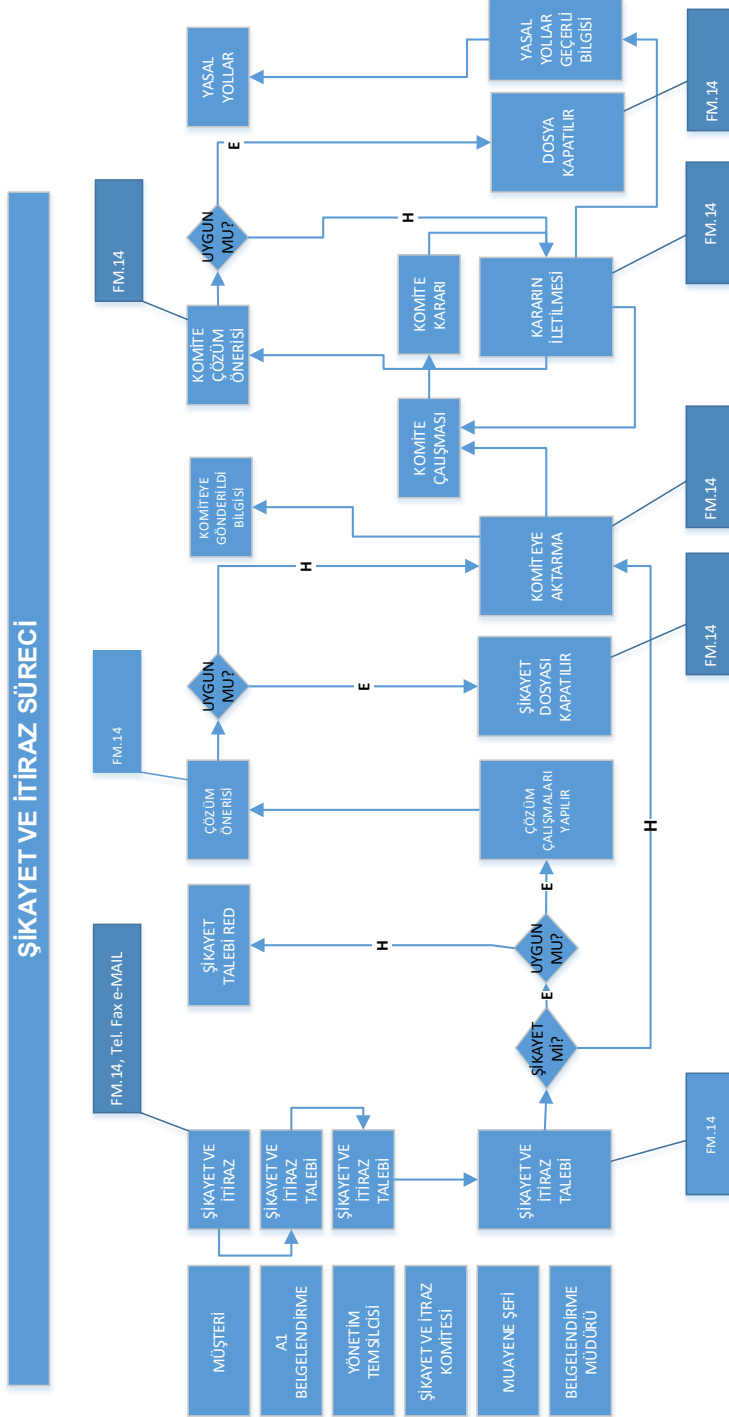 ŞİKAYET VE İTİRAZ SÜRECİ
MÜŞTERİ
A1
BELGELENDİRME
YÖNETİM
TEMSİLCİSİ
ŞİKAYET VE İTRAZ
KOMİTESİ
MUAYENE ŞEFİ
BELGELENDİRME
MÜDÜRÜ
FM.14, Tel. Fax e-MAIL
ŞİKAYET VE
İTİRAZ
ŞİKAYET VE
İTİRAZ
TALEBİ
ŞİKAYET VE
İTİRAZ
TALEBİ
ŞİKAYET VE
İTİRAZ
TALEBİ
FM.14
ŞİKAYET
Mİ?
E
H
UYGUN
MU?
E
H
ŞİKAYET
TALEBİ RED
ÇÖZÜM
ÇALIŞMALARI
YAPILIR
FM.14
ÇÖZÜM
ÖNERİSİ
UYGUN
MU?
E
H
ŞİKAYET
DOSYASI
KAPATILIR
FM.14
KOMİTEYE
GÖNDERİLDİ
BİLGİSİ
KOMİTEYE
AKTARMA
FM.14
KOMİTE
ÇALIŞMASI
KOMİTE
KARARI
KARARIN
İLETİLMESİ
FM.14
FM.14
KOMİTE
ÇÖZÜM
ÖNERİSİ
UYGUN
MU?
E
H
DOSYA
KAPATILIR
FM.14
YASAL
YOLLAR
GEÇERLİ
BİLGİSİ
YASAL
YOLLAR